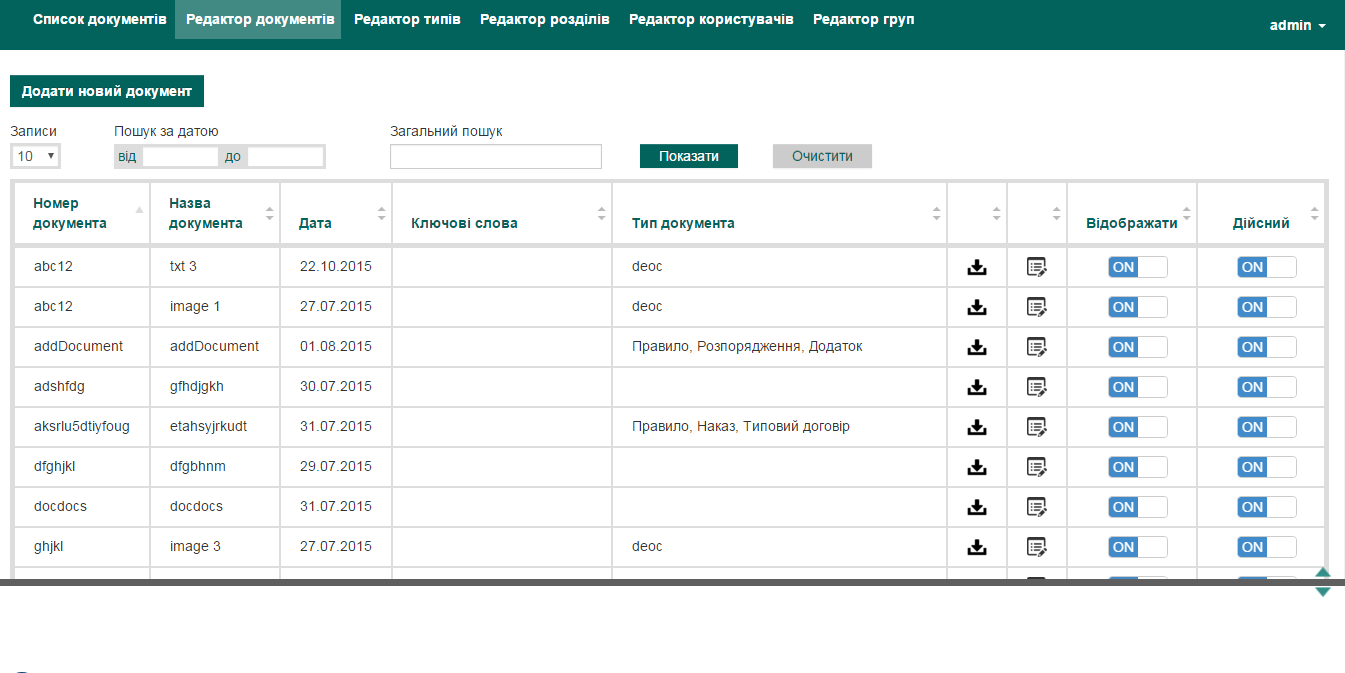 Список документів Редактор документів Редактор типів Редактор розділів Редактор користувачів Редактор груп admin
Додати новий документ
Записи Пошук за датою Загальний пошук
10 від до Показати Очистити
Номер документа Назва документа Дата Ключові слова Тип документа Відображати Дійсний
abc12 txt 3 22.10.2015 deoc ON ON
abc12 image 1 27.07.2015 deoc ON ON
addDocument addDocument 01.08.2015 Правило, Розпорядження, Додаток ON ON
adshfdg gfhdjgkh 30.07.2015 ON ON
aksrlu5dtiyfoug etahsyjrkudt 31.07.2015 Правило, Наказ, Типовий договір ON ON
dfghjkl dfgbhnm 29.07.2015 ON ON
docdocs docdocs 31.07.2015 ON ON
ghjkl image 3 27.07.2015 deoc ON ON